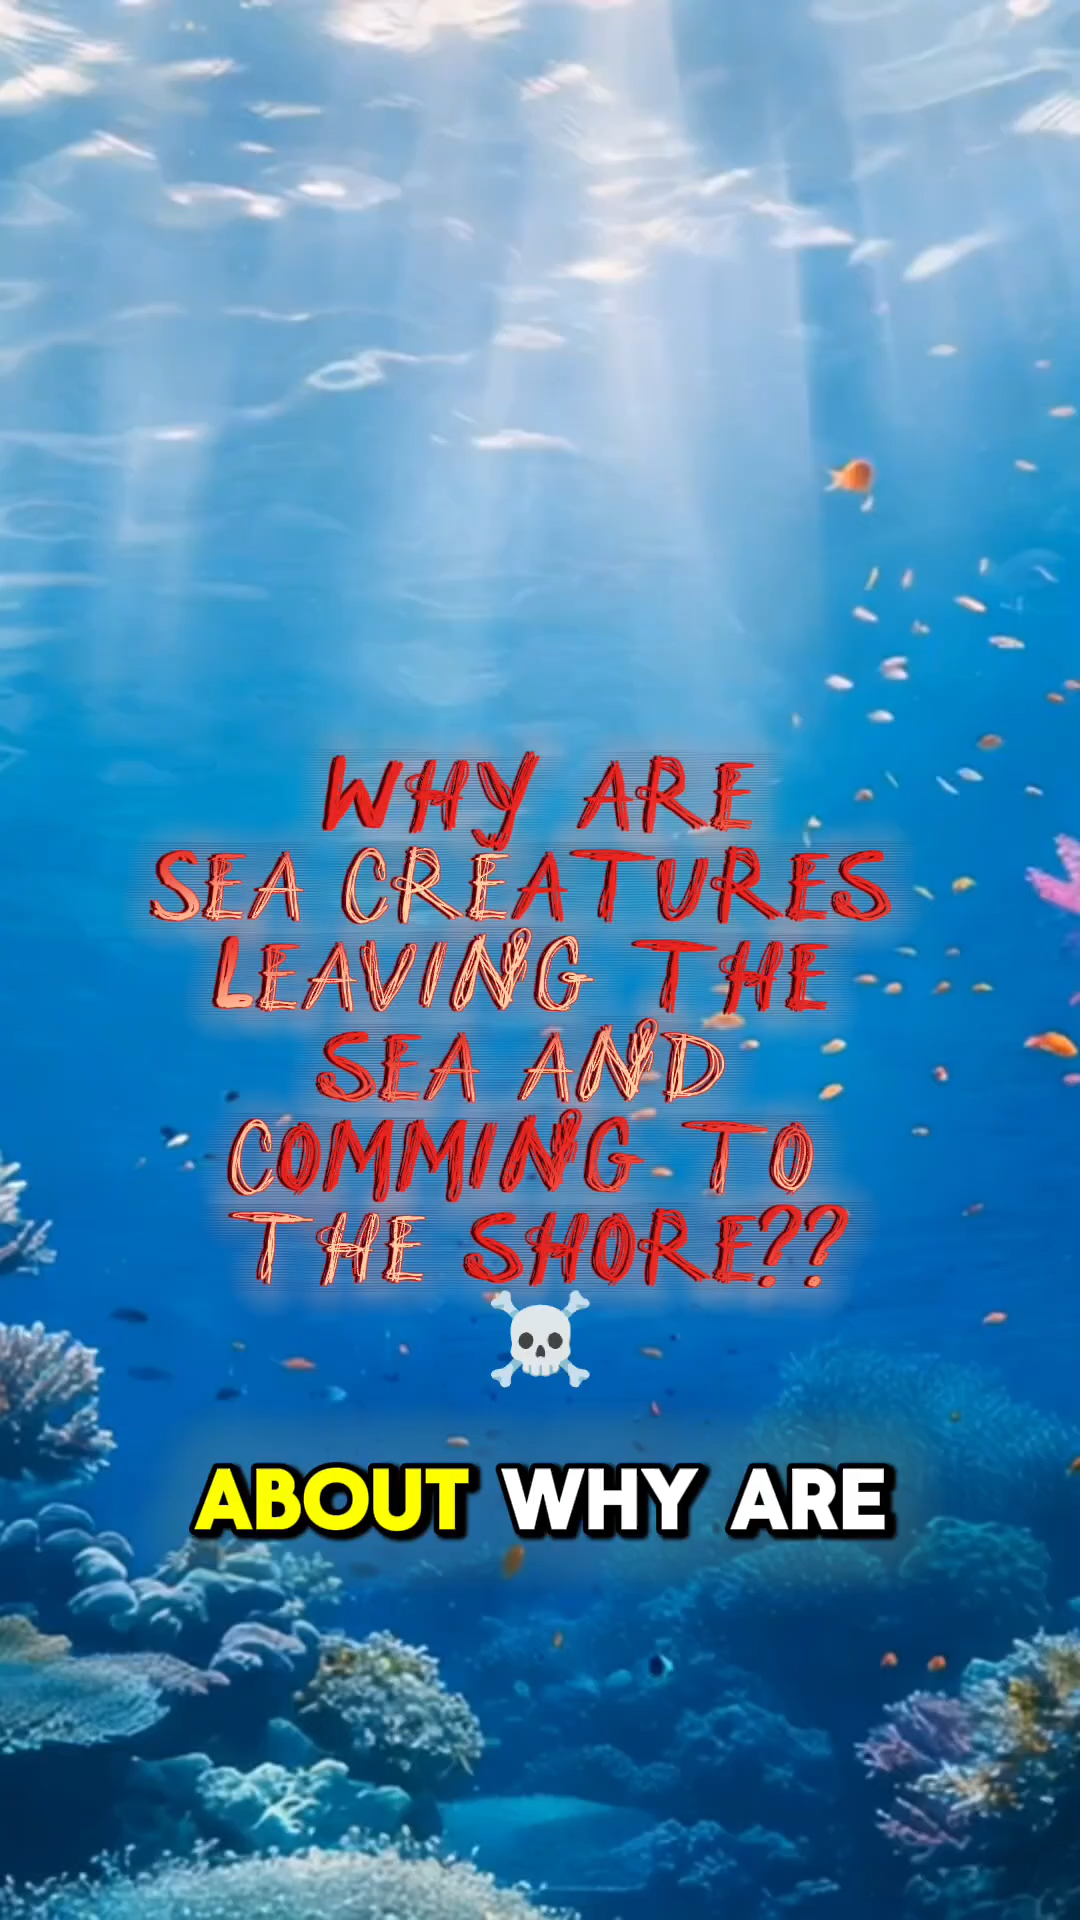 WHY ARE
SEA CREATURES
LEAVING THE
SEA AND
COMMING TO
THE SHORE??
ABOUT WHY ARE